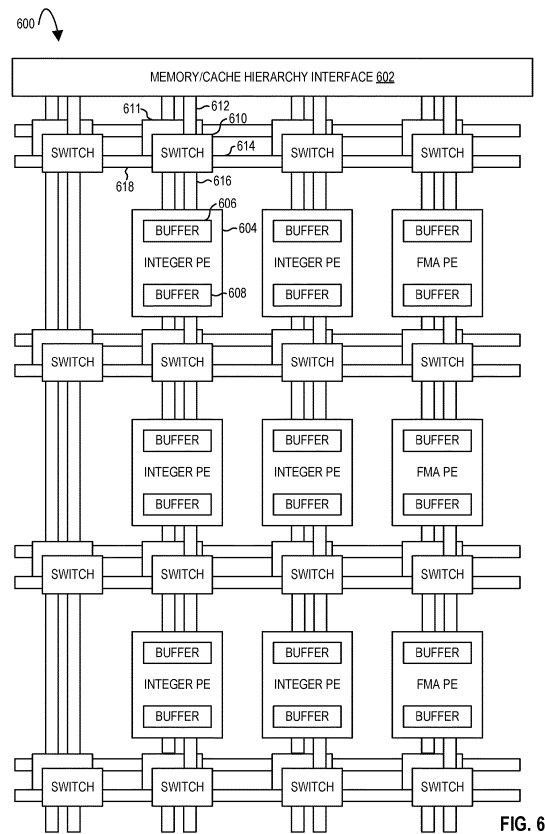 600
MEMORY/CACHE HIERARCHY INTERFACE 602
611
612
610
SWITCH SWITCH SWITCH SWITCH
614
618
616
606
BUFFER BUFFER BUFFER
604
INTEGER PE INTEGER PE FMA PE
BUFFER BUFFER BUFFER
608
SWITCH SWITCH SWITCH SWITCH
BUFFER BUFFER BUFFER
INTEGER PE INTEGER PE FMA PE
BUFFER BUFFER BUFFER
SWITCH SWITCH SWITCH SWITCH
BUFFER BUFFER BUFFER
INTEGER PE INTEGER PE FMA PE
BUFFER BUFFER BUFFER
SWITCH SWITCH SWITCH SWITCH
FIG. 6